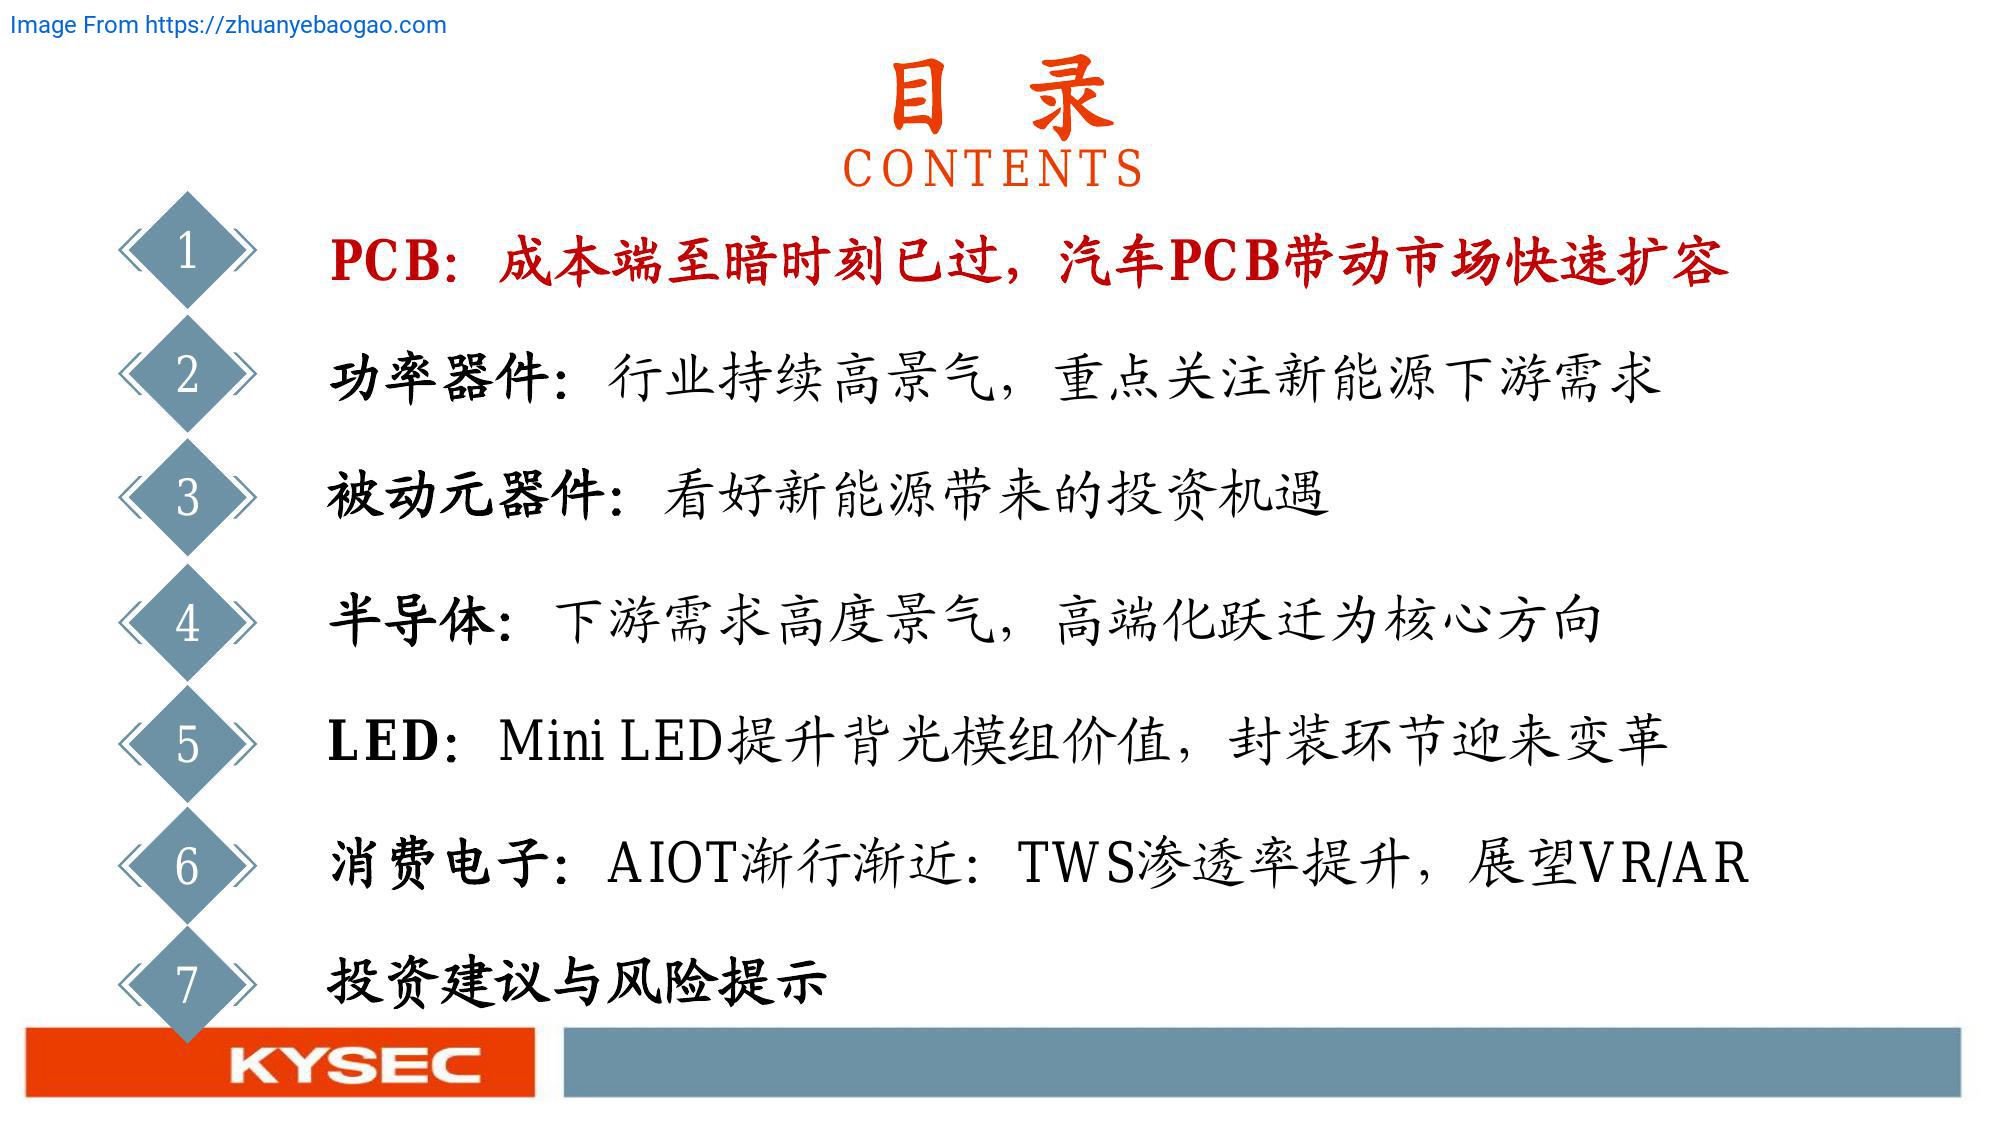 Image From https://zhuanyebaogao.com
目 录
CONTENTS
1 PCB：成本端至暗时刻已过，汽车PCB带动市场快速扩容
2 功率器件：行业持续高景气，重点关注新能源下游需求
3 被动元器件：看好新能源带来的投资机遇
4 半导体：下游需求高度景气，高端化跃迁为核心方向
5 LED：Mini LED提升背光模组价值，封装环节迎来变革
6 消费电子：AIOT渐行渐近：TWS渗透率提升，展望VR/AR
7 投资建议与风险提示
KYSEC